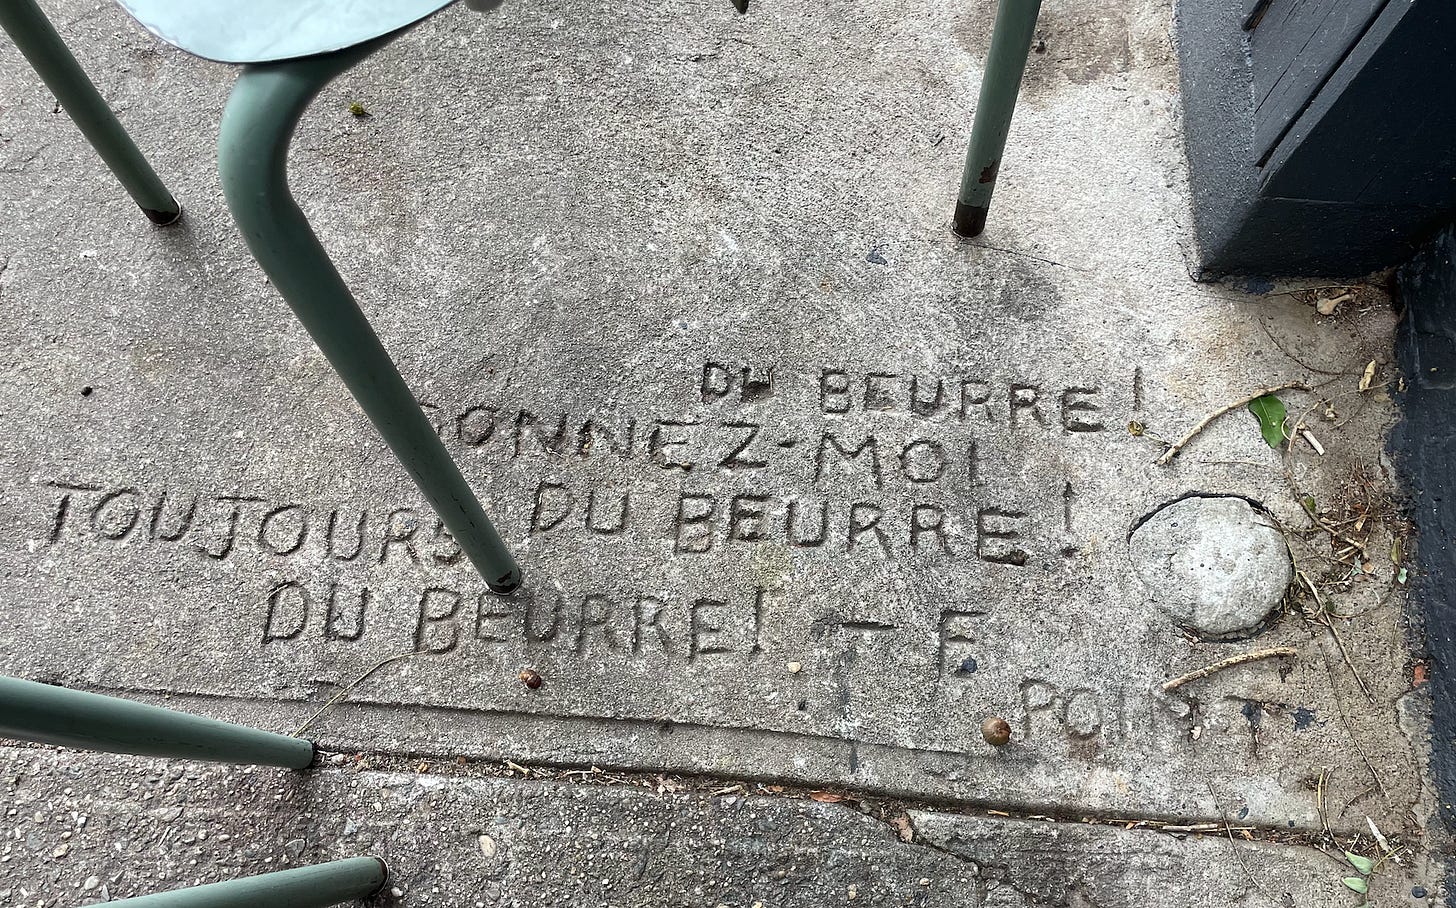 DU BEURRE!
DONNEZ-MOI
DU BEURRE!
TOUJOURS
DU BEURRE! - F.
POINT